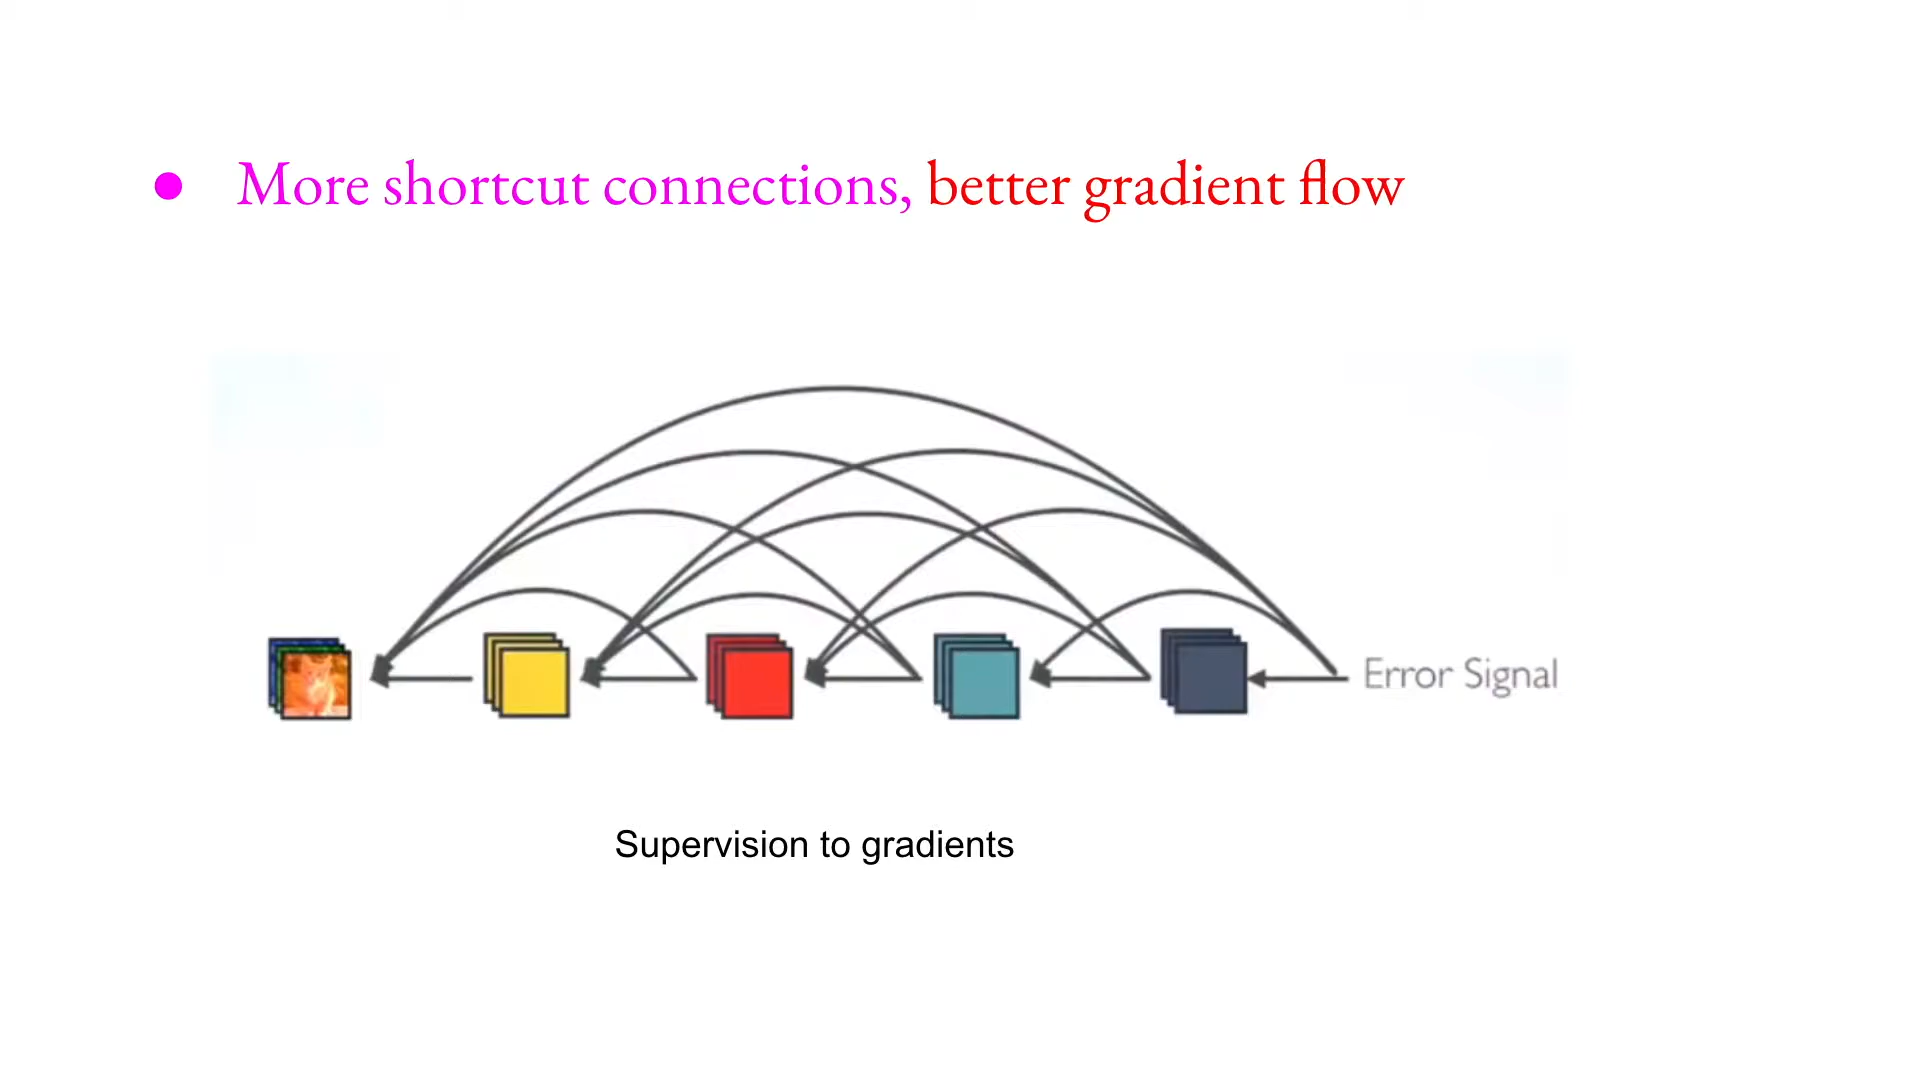 More shortcut connections, better gradient flow
Error Signal
Supervision to gradients